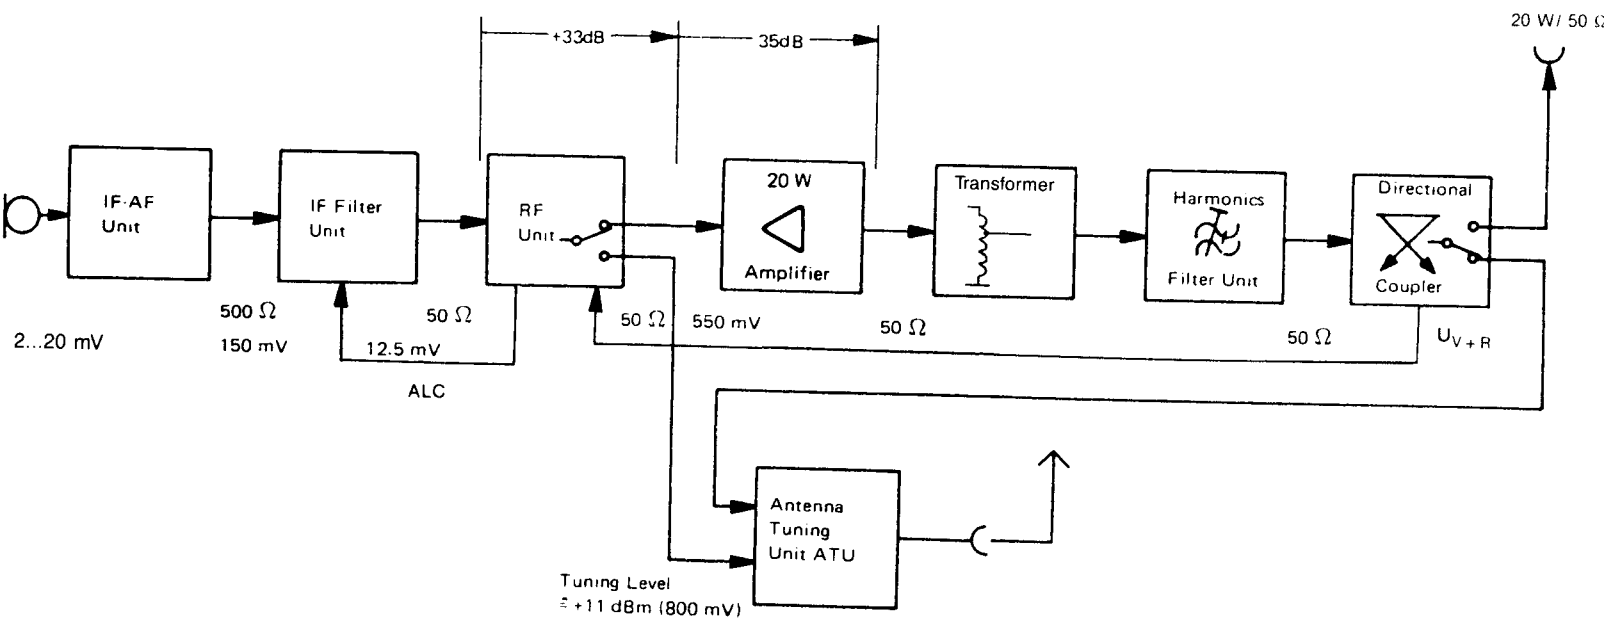 20 W/ 50 Ω
+33dB
35dB
IF-AF
Unit
IF Filter
Unit
RF
Unit
20 W
Amplifier
Transformer
Harmonics
Filter Unit
Directional
Coupler
2...20 mV
500 Ω
150 mV
50 Ω
12.5 mV
ALC
50 Ω
550 mV
50 Ω
50 Ω
UV+R
Antenna
Tuning
Unit ATU
Tuning Level
≙ +11 dBm (800 mV)